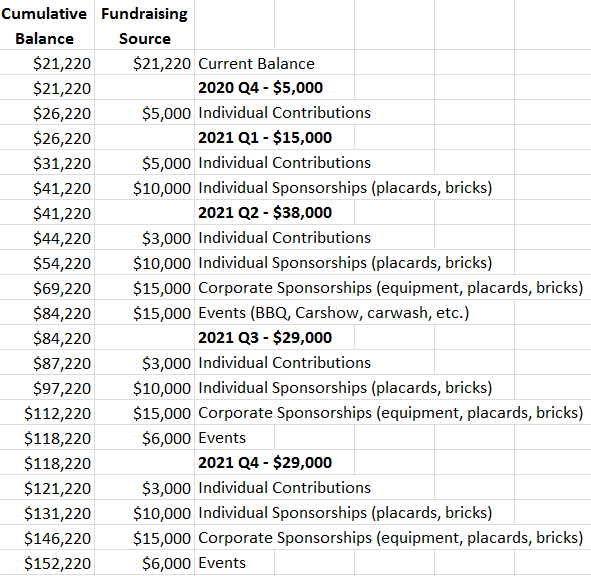 Cumulative Fundraising
Balance Source
$21,220 $21,220 Current Balance
$21,220 2020 Q4 - $5,000
$26,220 $5,000 Individual Contributions
$26,220 2021 Q1 - $15,000
$31,220 $5,000 Individual Contributions
$41,220 $10,000 Individual Sponsorships (placards, bricks)
$41,220 2021 Q2 - $38,000
$44,220 $3,000 Individual Contributions
$54,220 $10,000 Individual Sponsorships (placards, bricks)
$69,220 $15,000 Corporate Sponsorships (equipment, placards, bricks)
$84,220 $15,000 Events (BBQ, Carshow, carwash, etc.)
$84,220 2021 Q3 - $29,000
$87,220 $3,000 Individual Contributions
$97,220 $10,000 Individual Sponsorships (placards, bricks)
$112,220 $15,000 Corporate Sponsorships (equipment, placards, bricks)
$118,220 $6,000 Events
$118,220 2021 Q4 - $29,000
$121,220 $3,000 Individual Contributions
$131,220 $10,000 Individual Sponsorships (placards, bricks)
$146,220 $15,000 Corporate Sponsorships (equipment, placards, bricks)
$152,220 $6,000 Events